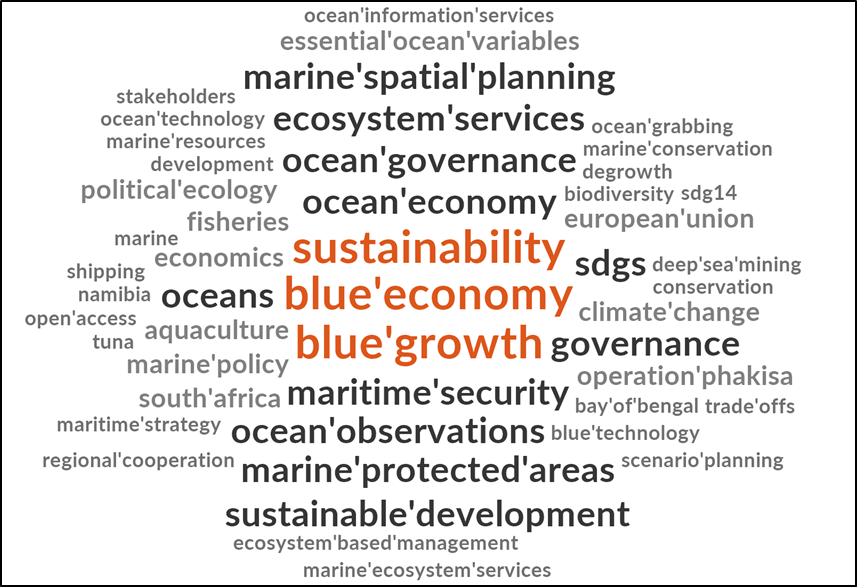 ocean'information'services
essential'ocean'variables
marine'spatial'planning
stakeholders
ocean'technology ecosystem'services ocean'grabbing
marine'resources marine'conservation
development ocean'governance degrowth
political'ecology ocean'economy biodiversity sdg14
fisheries european'union
marine sustainability
economics sdgs deep'sea'mining
shipping conservation
namibia oceans blue'economy climate'change
open'access
aquaculture blue'growth governance
tuna
marine'policy operation'phakisa
south'africa maritime'security bay'of'bengal trade'offs
maritime'strategy ocean'observations blue'technology
regional'cooperation marine'protected'areas scenario'planning
sustainable'development
ecosystem'based'management
marine'ecosystem'services